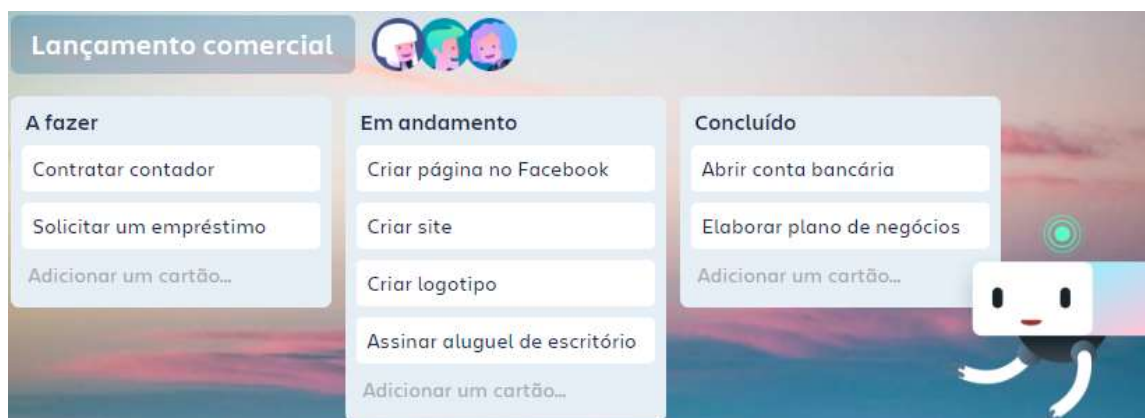 Lançamento comercial
A fazer
Contratar contador
Solicitar um empréstimo
Adicionar um cartão...
Em andamento
Criar página no Facebook
Criar site
Criar logotipo
Assinar aluguel de escritório
Adicionar um cartão...
Concluído
Abrir conta bancária
Elaborar plano de negócios
Adicionar um cartão...